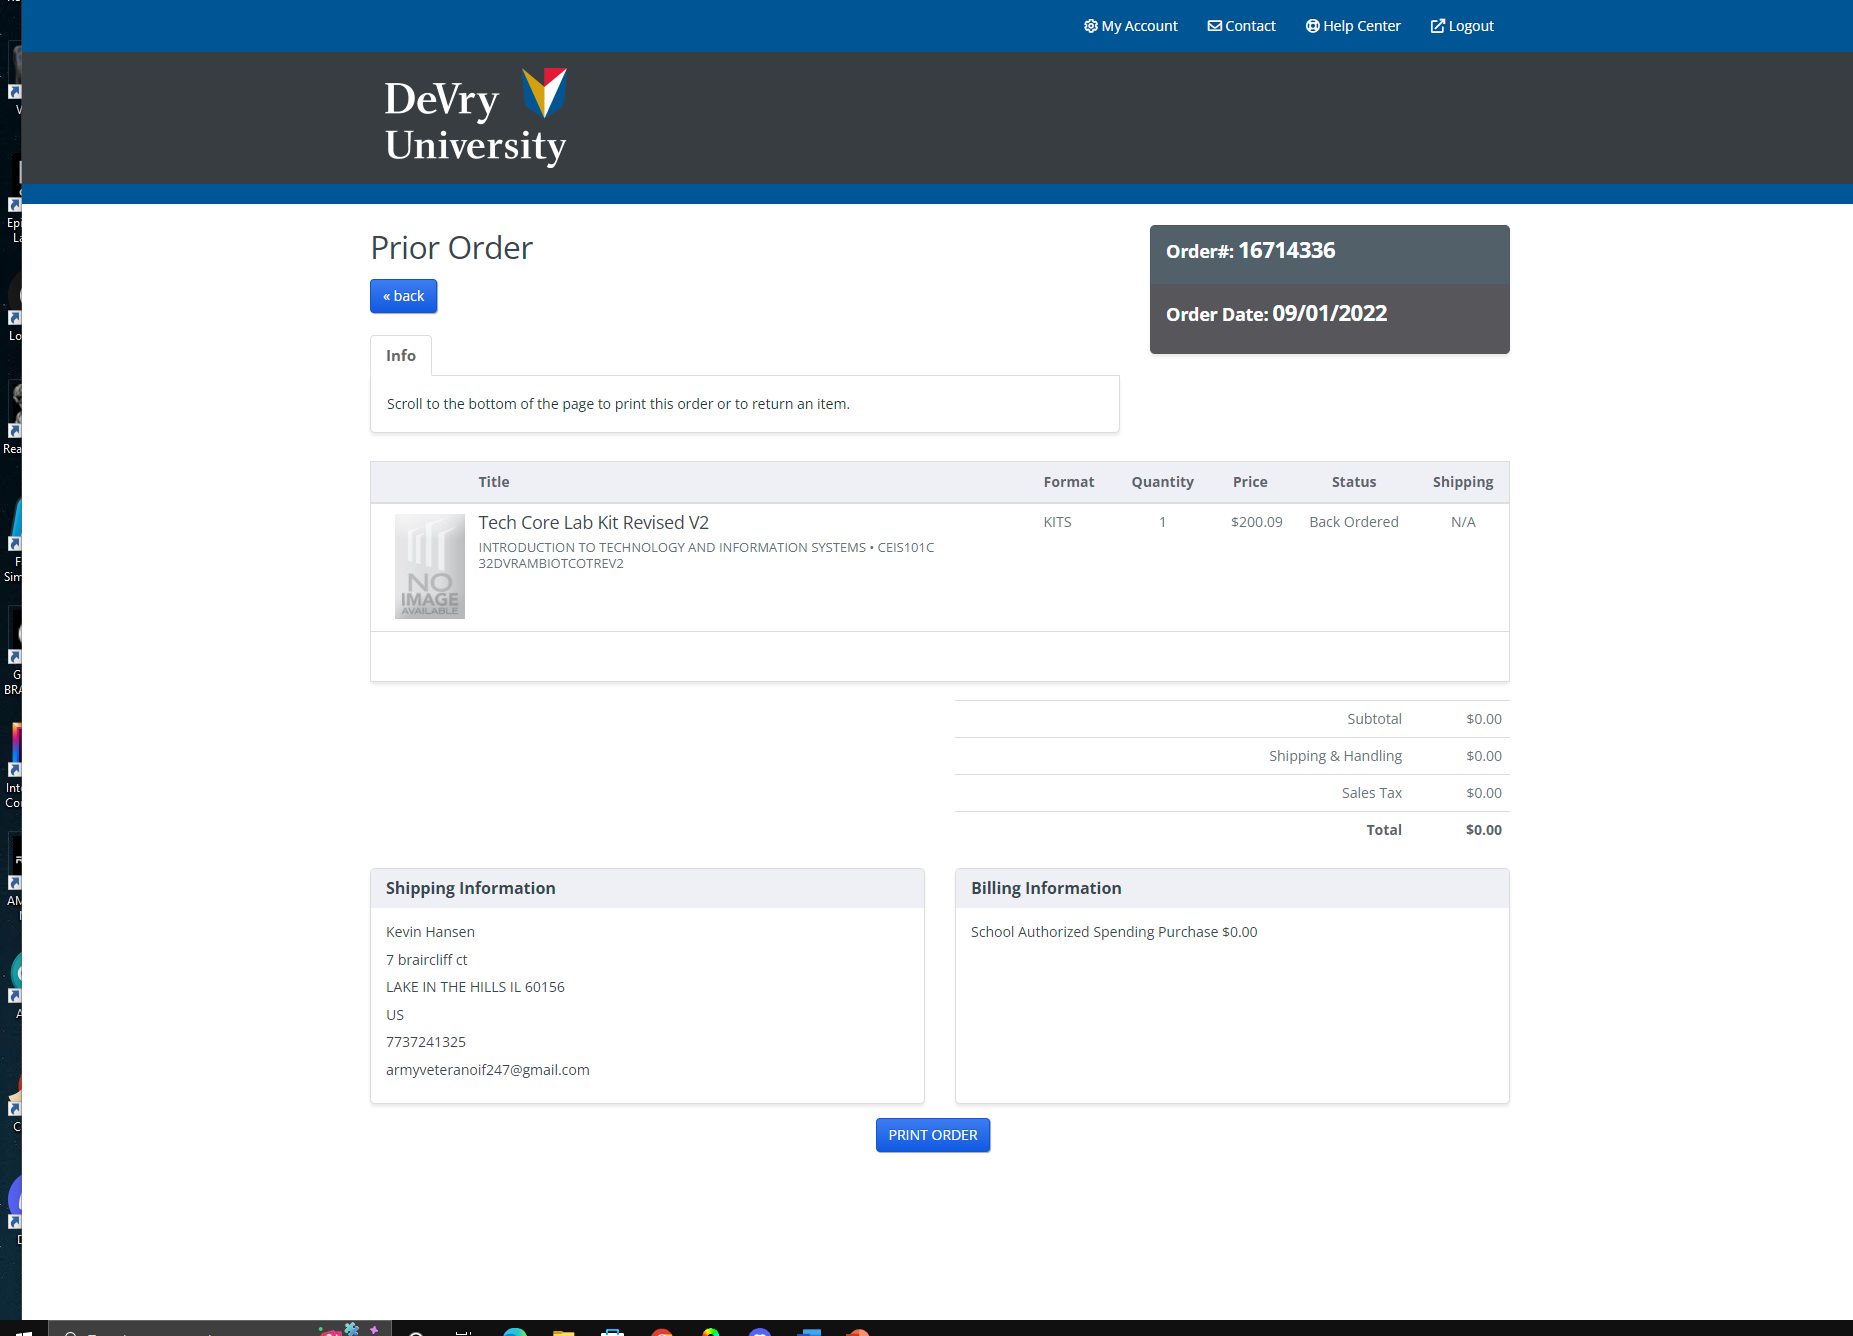 My Account Contact Help Center Logout
DeVry
University
Prior Order
« back
Order#: 16714336
Order Date: 09/01/2022
Info
Scroll to the bottom of the page to print this order or to return an item.
Title Format Quantity Price Status Shipping
Tech Core Lab Kit Revised V2 KITS 1 $200.09 Back Ordered N/A
INTRODUCTION TO TECHNOLOGY AND INFORMATION SYSTEMS • CEIS101C
32DVRAMBIOTCOTREV2
NO
IMAGE
AVAILABLE
Subtotal $0.00
Shipping & Handling $0.00
Sales Tax $0.00
Total $0.00
Shipping Information
Kevin Hansen
7 braircliff ct
LAKE IN THE HILLS IL 60156
US
7737241325
armyveteranoif247@gmail.com
Billing Information
School Authorized Spending Purchase $0.00
PRINT ORDER